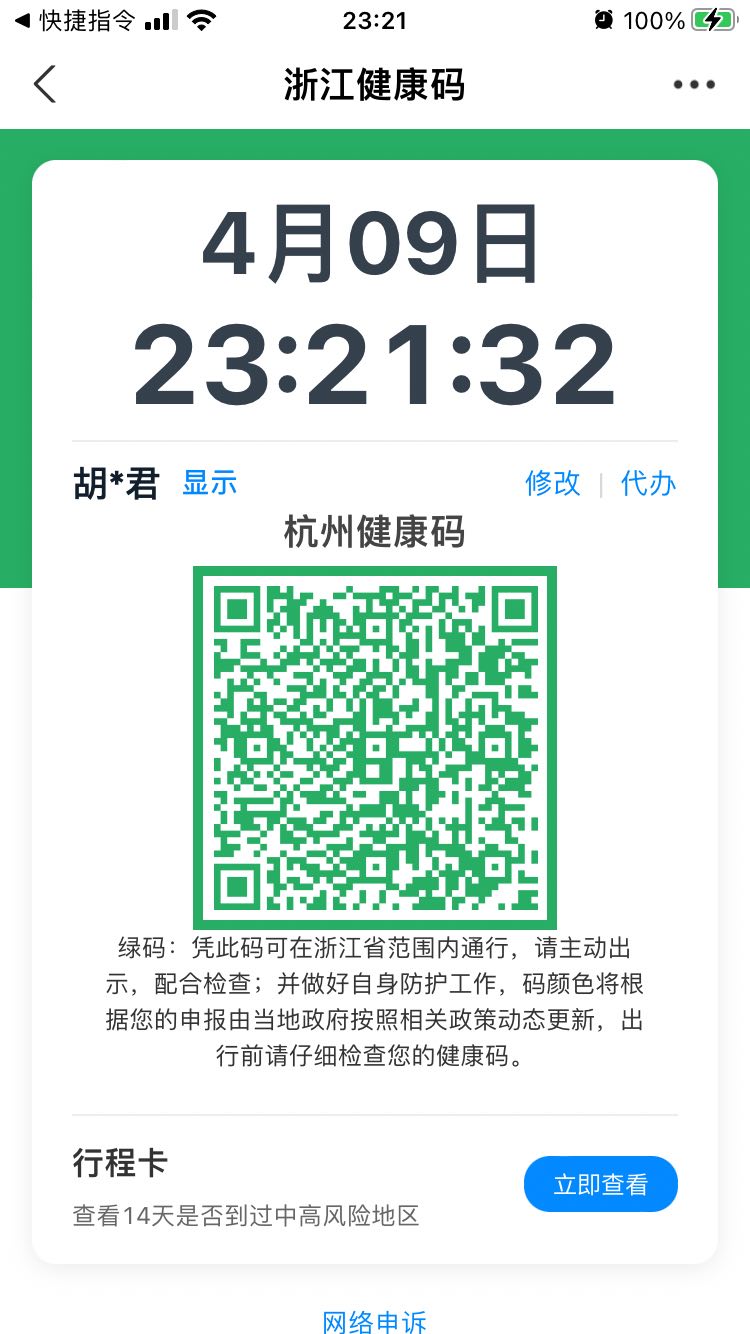 快捷指令 23:21 100%
浙江健康码
4月09日
23:21:32
胡*君 显示 修改 | 代办
杭州健康码
绿码：凭此码可在浙江省范围内通行，请主动出
示，配合检查；并做好自身防护工作，码颜色将根
据您的申报由当地政府按照相关政策动态更新，出
行前请仔细检查您的健康码。
行程卡
立即查看
查看14天是否到过中高风险地区
网络申诉